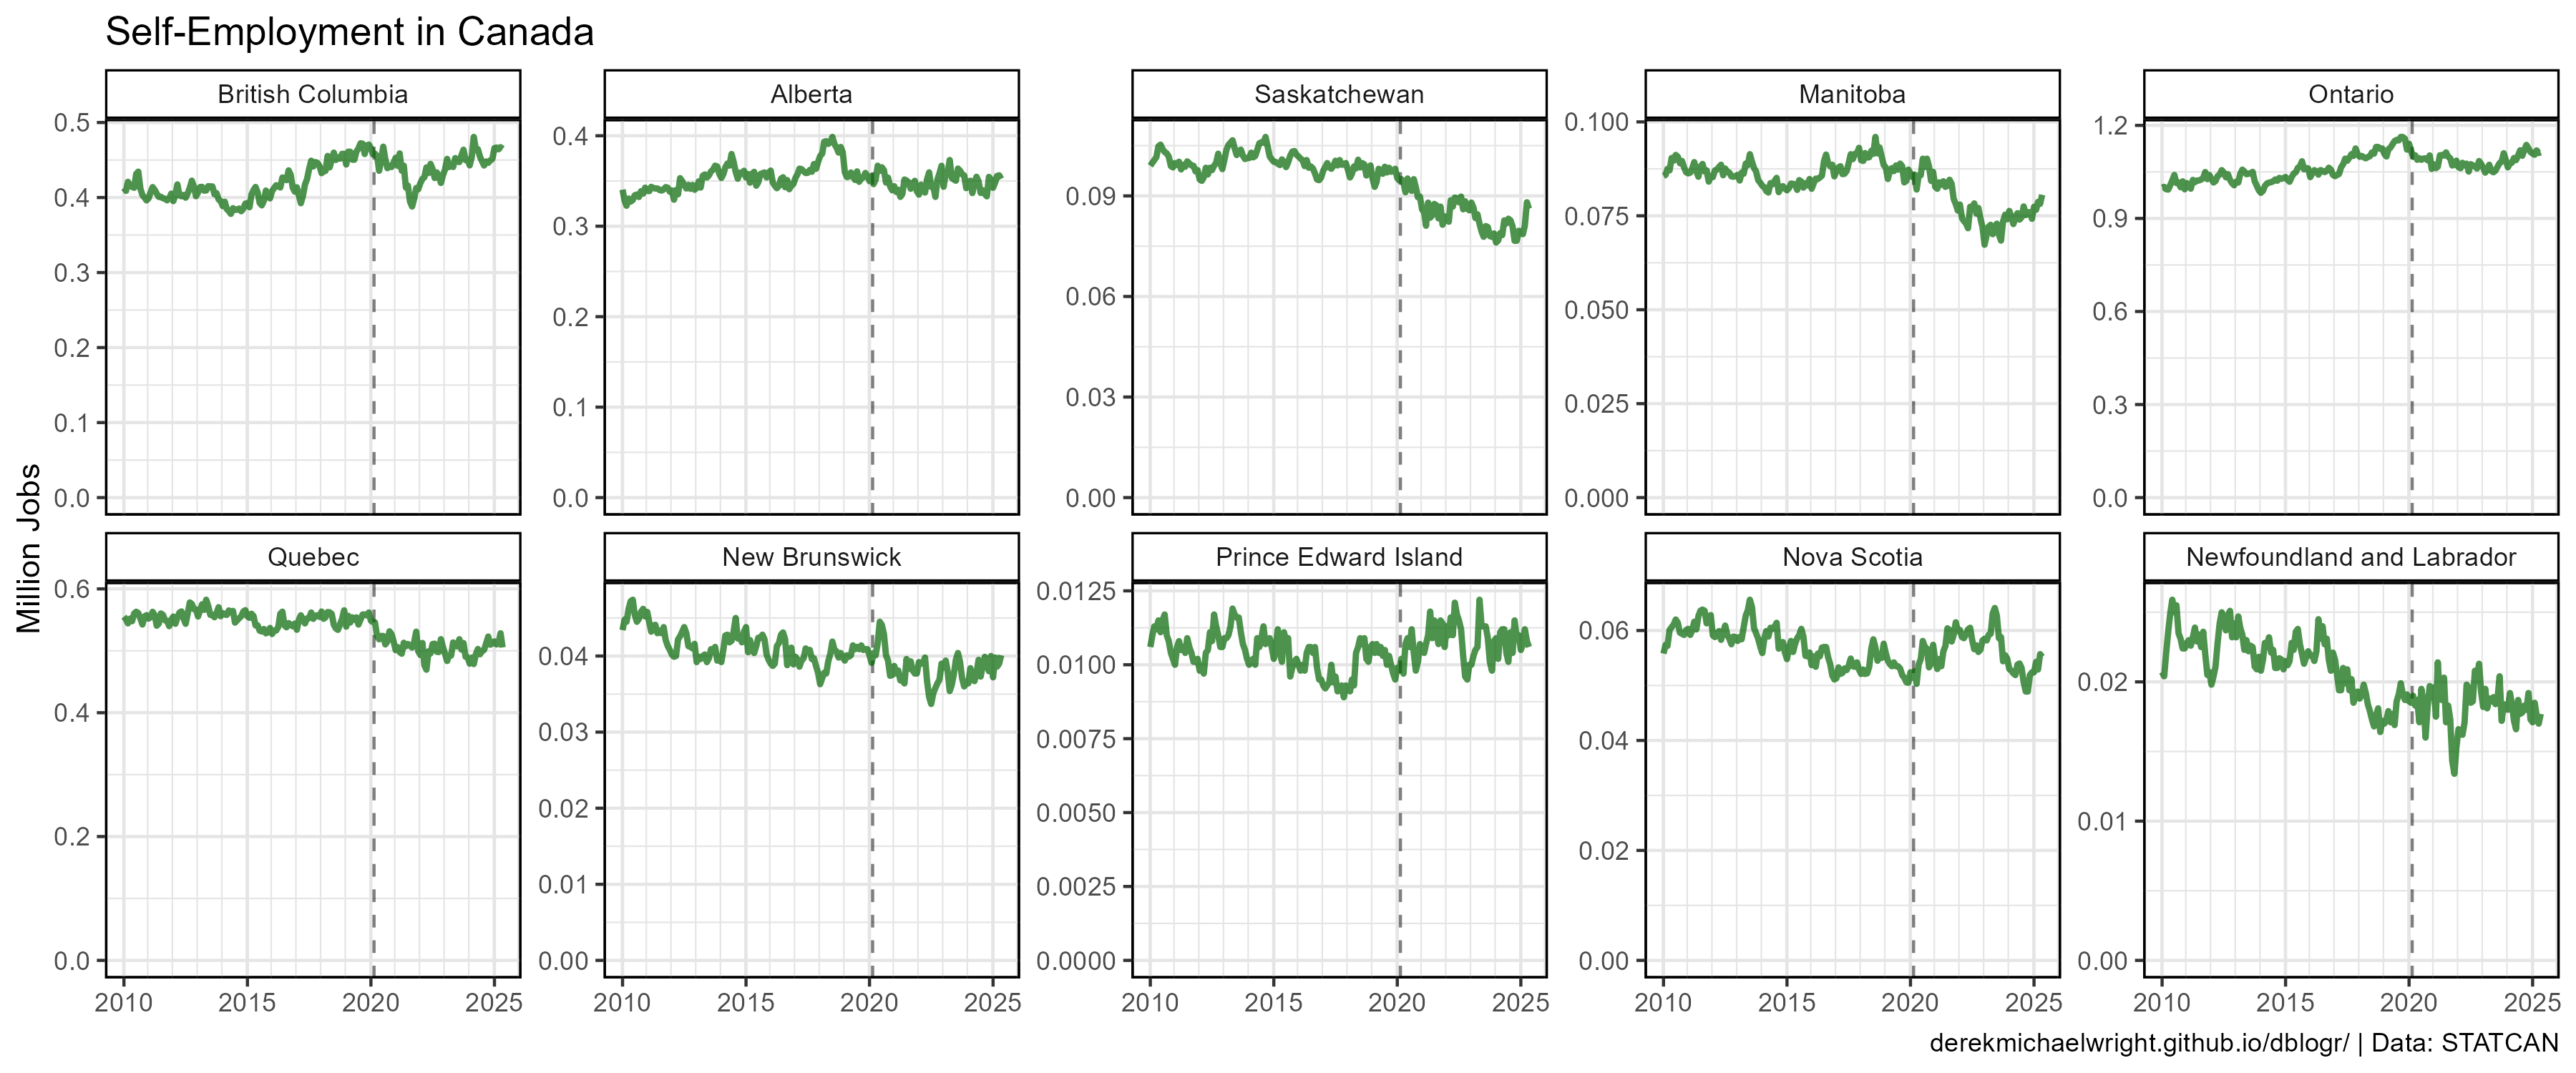 Self-Employment in Canada
British Columbia
Alberta
Saskatchewan
Manitoba
Ontario
0.5
0.4
0.3
0.2
0.1
0.0
0.4
0.3
0.2
0.1
0.0
0.09
0.06
0.03
0.00
0.100
0.075
0.050
0.025
0.000
1.2
0.9
0.6
0.3
0.0
Million Jobs
Quebec
New Brunswick
Prince Edward Island
Nova Scotia
Newfoundland and Labrador
0.6
0.4
0.2
0.0
0.04
0.03
0.02
0.01
0.00
0.0125
0.0100
0.0075
0.0050
0.0025
0.0000
0.06
0.04
0.02
0.00
0.02
0.01
0.00
2010 2015 2020 2025
2010 2015 2020 2025
2010 2015 2020 2025
2010 2015 2020 2025
2010 2015 2020 2025
derekmichaelwright.github.io/dblogr/ | Data: STATCAN